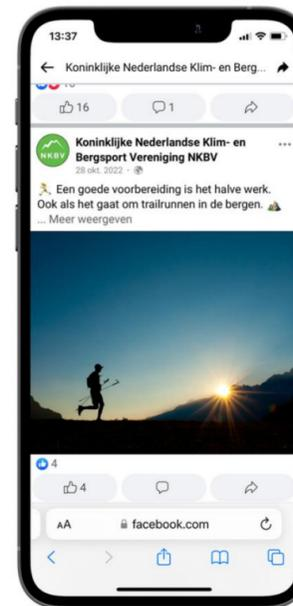 13:37
Koninklijke Nederlandse Klim- en Berg...
16 1
NKBV
Koninklijke Nederlandse Klim- en
Bergsport Vereniging NKBV
28 okt. 2022 ·
Een goede voorbereiding is het halve werk.
Ook als het gaat om trailrunnen in de bergen.
... Meer weergeven
4
4
AA facebook.com